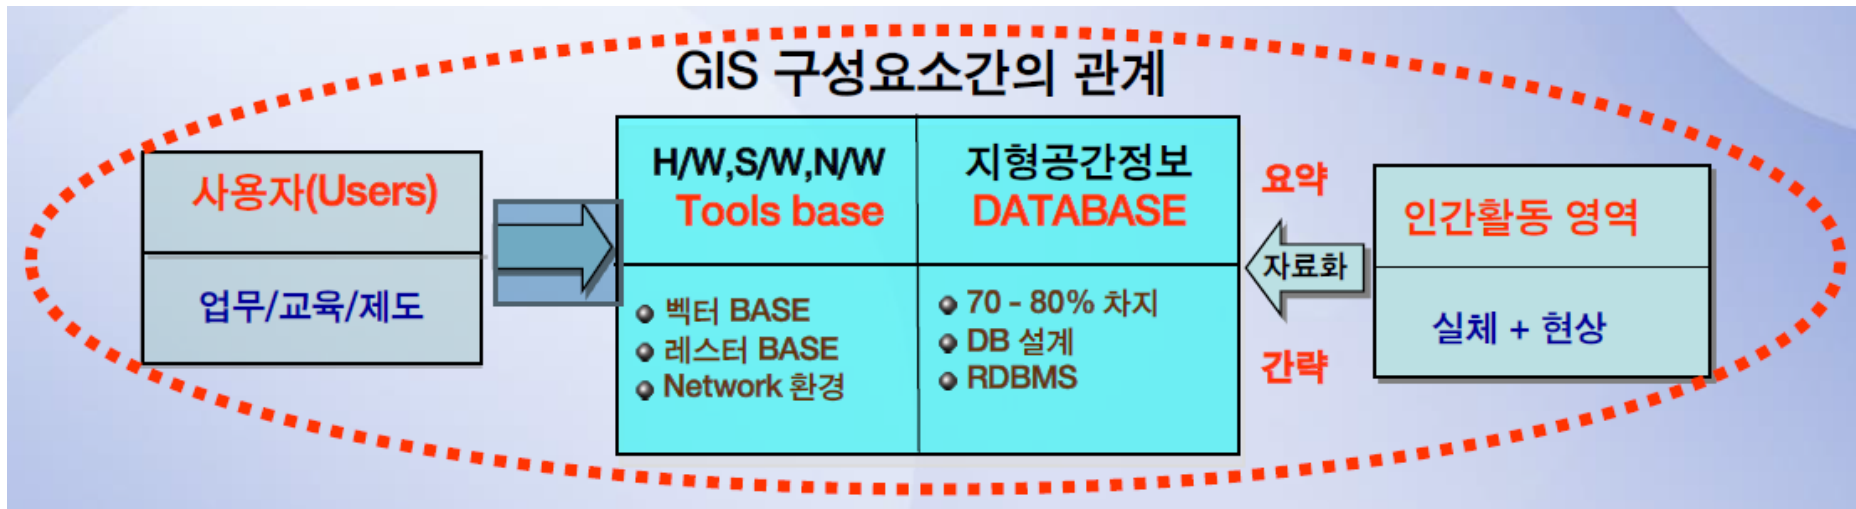 GIS 구성요소간의 관계
사용자(Users)
업무/교육/제도
H/W,S/W,N/W
Tools base
벡터 BASE
레스터 BASE
Network 환경
지형공간정보
DATABASE
70 - 80% 차지
DB 설계
RDBMS
요약
자료화
간략
인간활동 영역
실체 + 현상